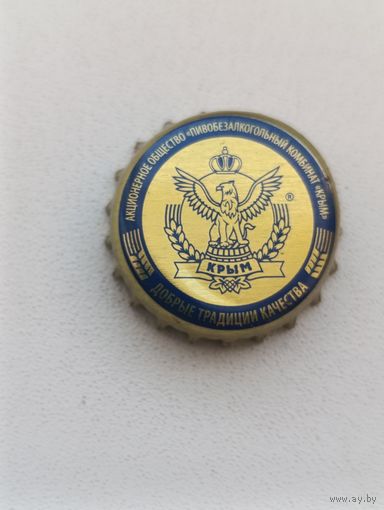 АКЦИОНЕРНОЕ ОБЩЕСТВО «ПИВОБЕЗАЛКОГОЛЬНЫЙ КОМБИНАТ «КРЫМ»
®
КРЫМ
ДОБРЫЕ ТРАДИЦИИ КАЧЕСТВА
www.ay.by